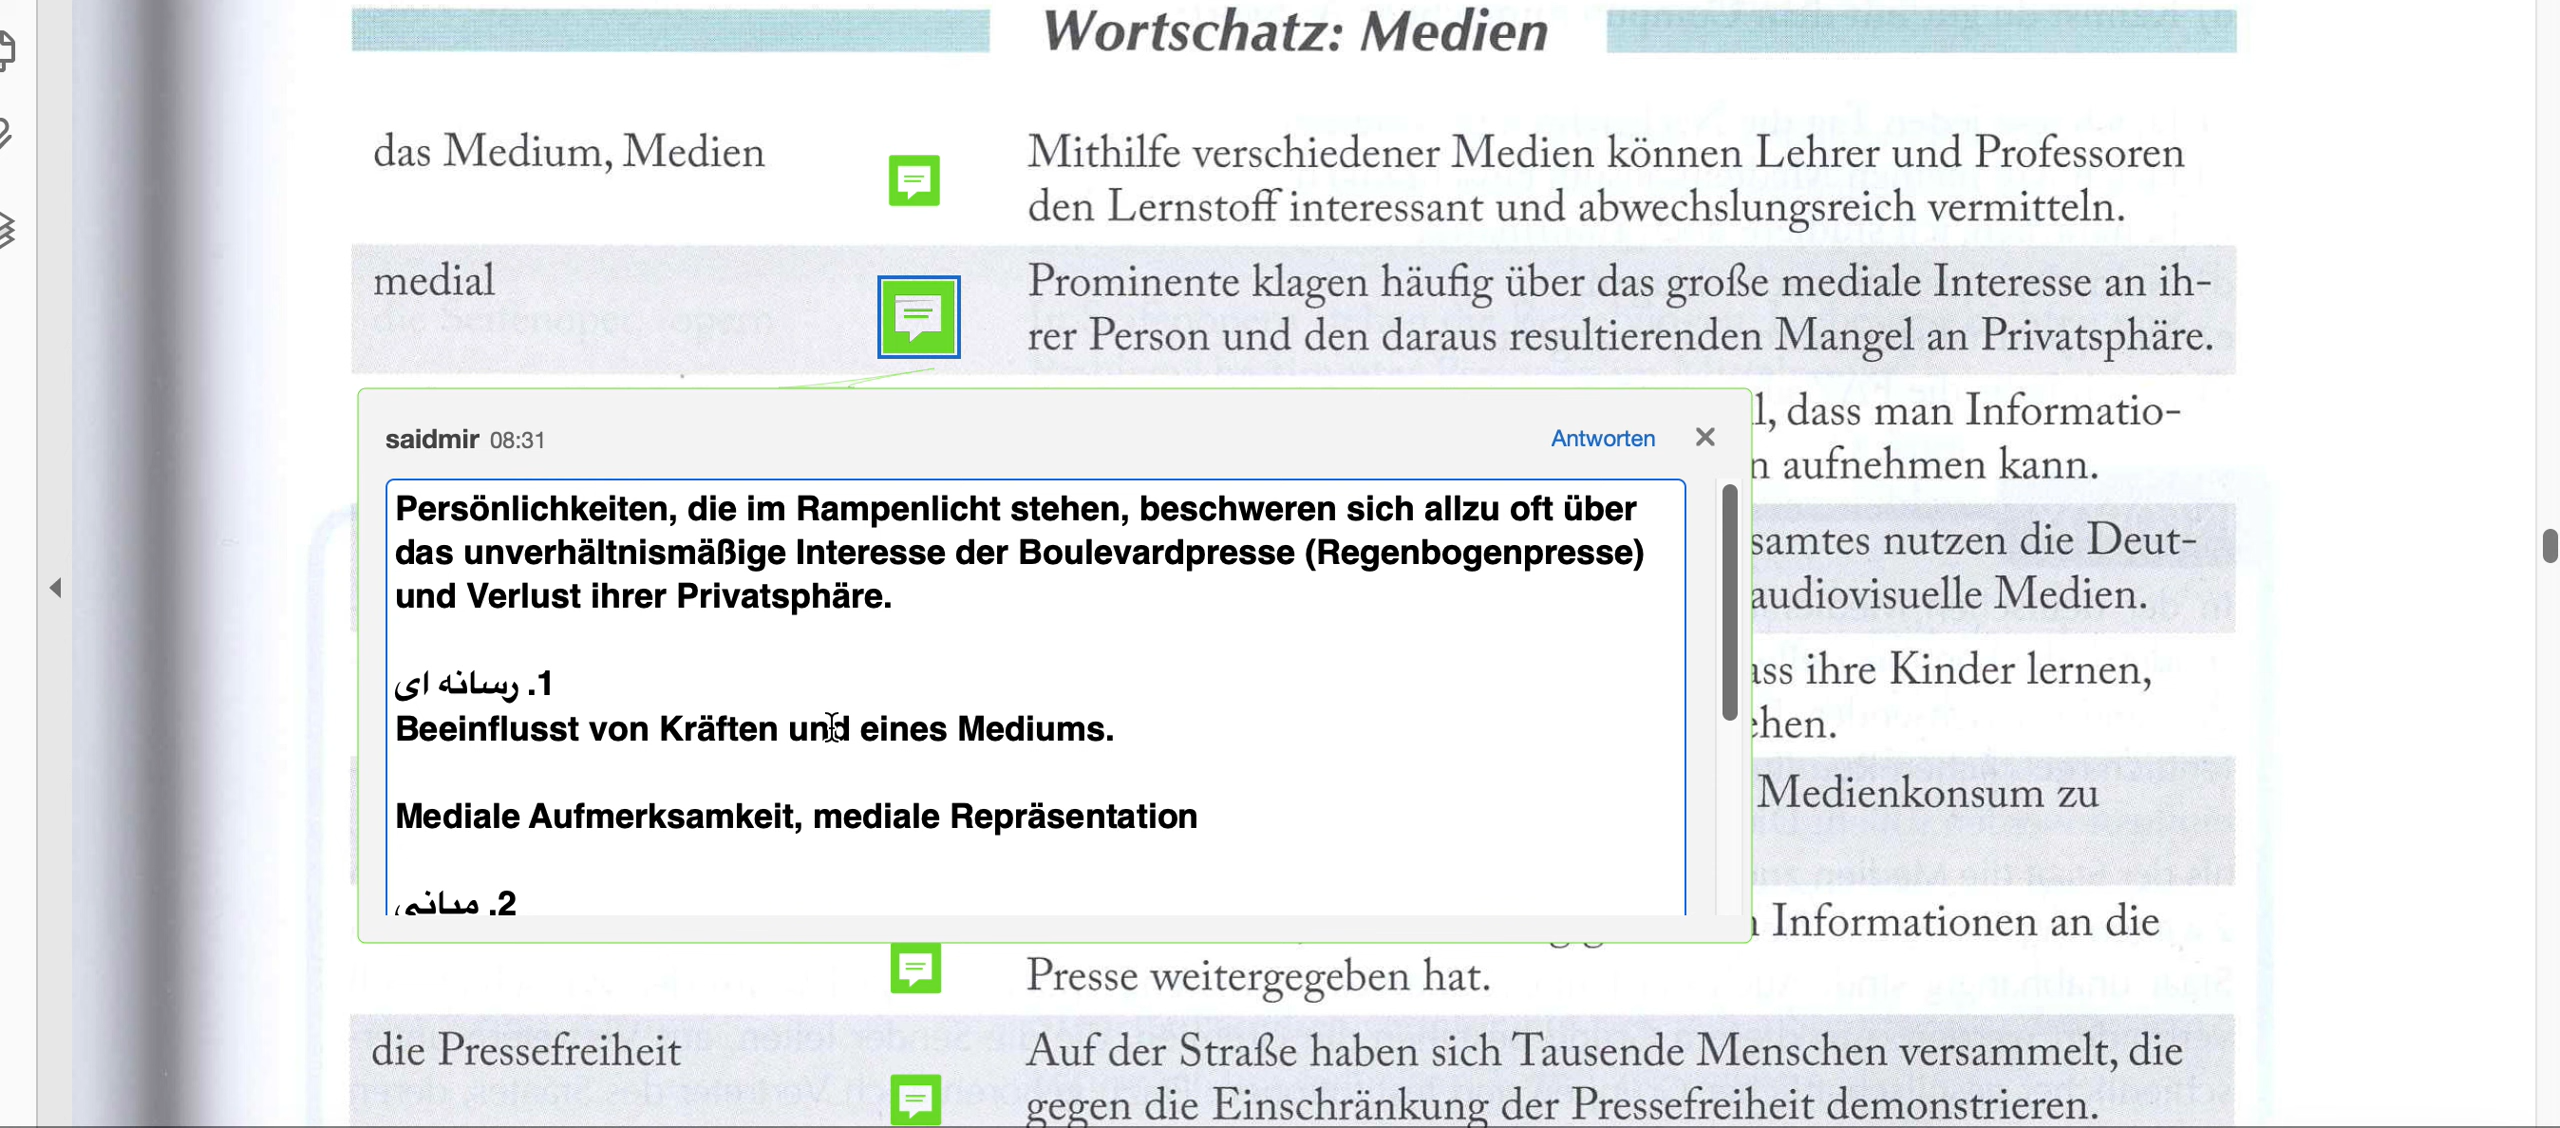 Wortschatz: Medien
das Medium, Medien
Mithilfe verschiedener Medien können Lehrer und Professoren
den Lernstoff interessant und abwechslungsreich vermitteln.
medial
Prominente klagen häufig über das große mediale Interesse an ih-
rer Person und den daraus resultierenden Mangel an Privatsphäre.
saidmir 08:31
Antworten
Persönlichkeiten, die im Rampenlicht stehen, beschweren sich allzu oft über
das unverhältnismäßige Interesse der Boulevardpresse (Regenbogenpresse)
und Verlust ihrer Privatsphäre.
1. رسانه ای
Beeinflusst von Kräften und eines Mediums.
Mediale Aufmerksamkeit, mediale Repräsentation
2. میانی
dass man Informatio-
aufnehmen kann.
nutzen die Deut-
audiovisuelle Medien.
ihre Kinder lernen,
Medienkonsum zu
Informationen an die
Presse weitergegeben hat.
die Pressefreiheit
Auf der Straße haben sich Tausende Menschen versammelt, die
gegen die Einschränkung der Pressefreiheit demonstrieren.